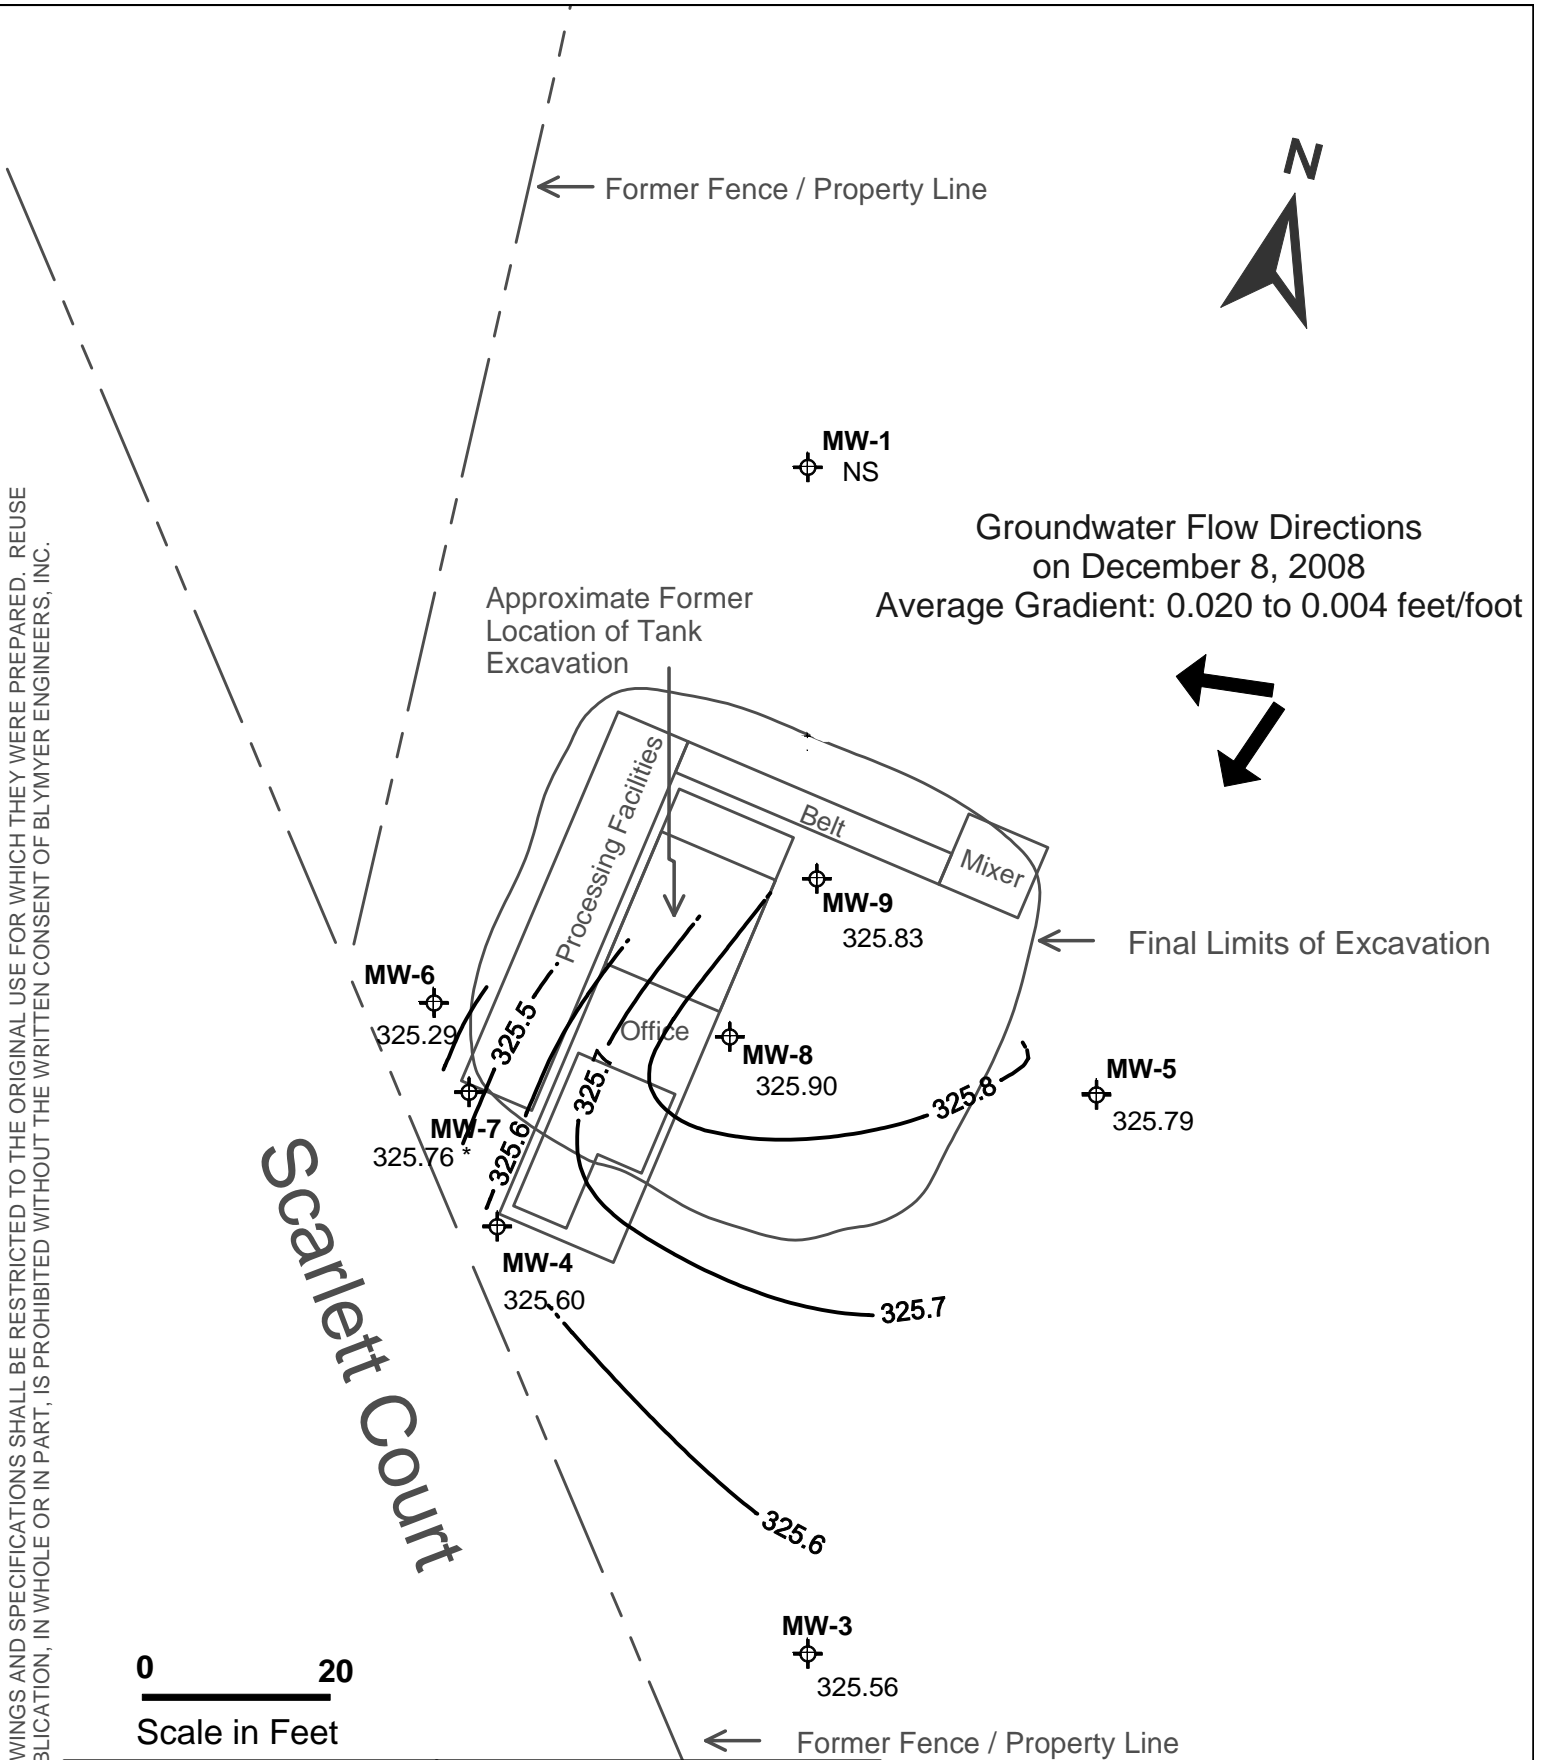 N
Former Fence / Property Line
MW-1
NS
Groundwater Flow Directions
on December 8, 2008
Average Gradient: 0.020 to 0.004 feet/foot
Approximate Former
Location of Tank
Excavation
Processing Facilities
Belt
Mixer
MW-9
325.83
Final Limits of Excavation
MW-6
325.29
325.5
Office
MW-8
325.90
325.7
325.8
MW-5
325.79
MW-7
325.76 *
325.6
MW-4
325.60
325.7
Scarlett Court
325.6
MW-3
325.56
0 20
Scale in Feet
Former Fence / Property Line
WINGS AND SPECIFICATIONS SHALL BE RESTRICTED TO THE ORIGINAL USE FOR WHICH THEY WERE PREPARED. REUSE
BLICATION, IN WHOLE OR IN PART, IS PROHIBITED WITHOUT THE WRITTEN CONSENT OF BLYMYER ENGINEERS, INC.